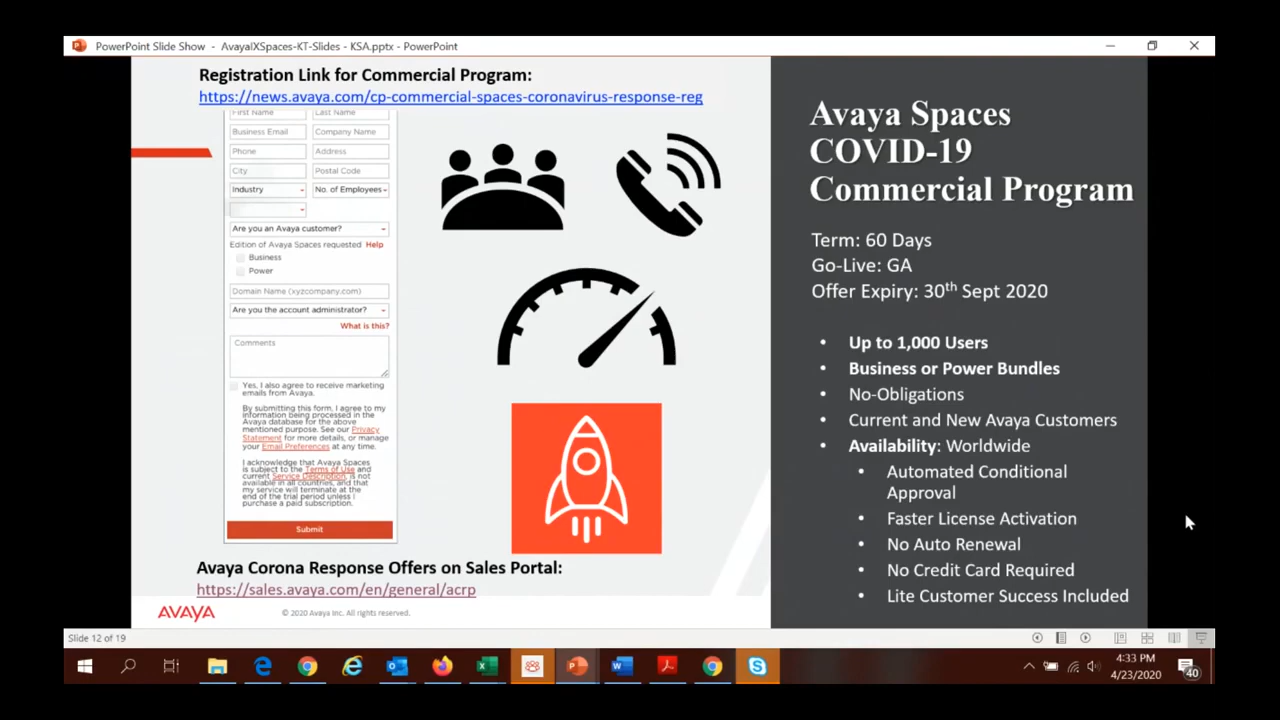 PowerPoint Slide Show - AvayaIXSpaces-KT-Slides - KSA.pptx - PowerPoint
Registration Link for Commercial Program:
https://news.avaya.com/cp-commercial-spaces-coronavirus-response-reg
First Name Last Name
Business Email Company Name
Phone Address
City Postal Code
Industry No. of Employees
Are you an Avaya customer?
Edition of Avaya Spaces requested Help
Business
Power
Domain Name (xyzcompany.com)
Are you the account administrator?
What is this?
Comments
Yes, I also agree to receive marketing
emails from Avaya.
By submitting this form, I agree to my
information being processed in the
Avaya database for the above
mentioned purpose. See our Privacy
Statement for more details, or manage
your Email Preferences at any time.
I acknowledge that Avaya Spaces
is subject to the Terms of Use and
current Service Description, is not
available in all countries, and that
my service will terminate at the
end of the trial period unless I
purchase a paid subscription.
Submit
Avaya Corona Response Offers on Sales Portal:
https://sales.avaya.com/en/general/acrp
AVAYA
© 2020 Avaya Inc. All rights reserved.
Avaya Spaces
COVID-19
Commercial Program
Term: 60 Days
Go-Live: GA
Offer Expiry: 30th Sept 2020
• Up to 1,000 Users
• Business or Power Bundles
• No-Obligations
• Current and New Avaya Customers
• Availability: Worldwide
• Automated Conditional
Approval
• Faster License Activation
• No Auto Renewal
• No Credit Card Required
• Lite Customer Success Included
Slide 12 of 19
4:33 PM
4/23/2020
40